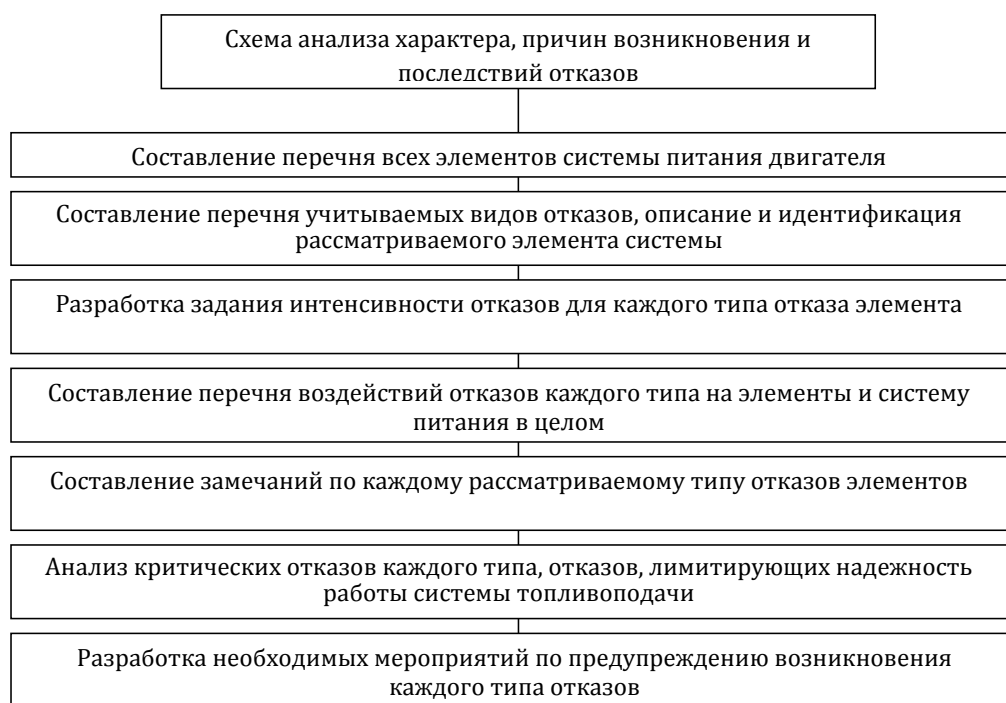 Схема анализа характера, причин возникновения и
последствий отказов
Составление перечня всех элементов системы питания двигателя
Составление перечня учитываемых видов отказов, описание и идентификация
рассматриваемого элемента системы
Разработка задания интенсивности отказов для каждого типа отказа элемента
Составление перечня воздействий отказов каждого типа на элементы и систему
питания в целом
Составление замечаний по каждому рассматриваемому типу отказов элементов
Анализ критических отказов каждого типа, отказов, лимитирующих надежность
работы системы топливоподачи
Разработка необходимых мероприятий по предупреждению возникновения
каждого типа отказов